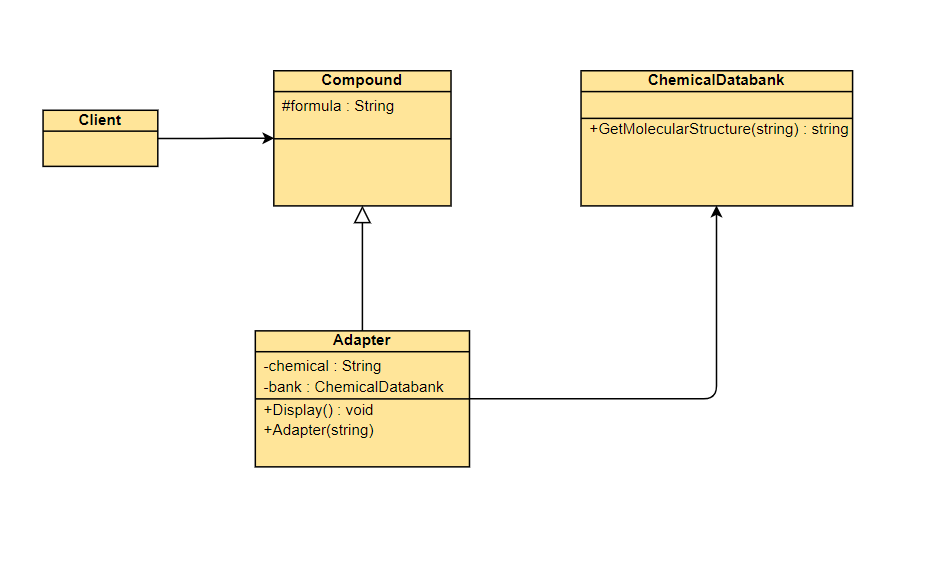 Client
Compound
#formula : String
ChemicalDatabank
+GetMolecularStructure(string) : string
Adapter
-chemical : String
-bank : ChemicalDatabank
+Display() : void
+Adapter(string)